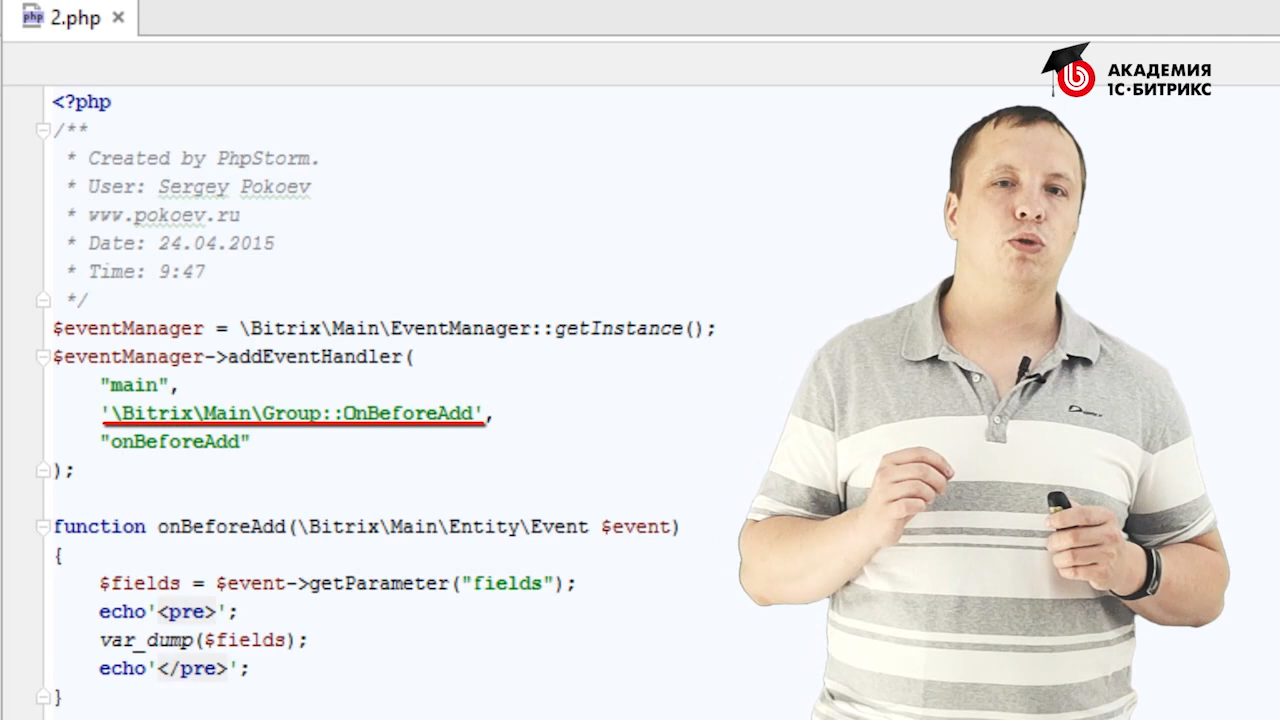 2.php
АКАДЕМИЯ
1С·БИТРИКС
<?php
/**
 * Created by PhpStorm.
 * User: Sergey Pokoev
 * www.pokoev.ru
 * Date: 24.04.2015
 * Time: 9:47
 */
$eventManager = \Bitrix\Main\EventManager::getInstance();
$eventManager->addEventHandler(
    "main",
    '\Bitrix\Main\Group::OnBeforeAdd',
    "onBeforeAdd"
);
function onBeforeAdd(\Bitrix\Main\Entity\Event $event)
{
    $fields = $event->getParameter("fields");
    echo'<pre>';
    var_dump($fields);
    echo'</pre>';
}